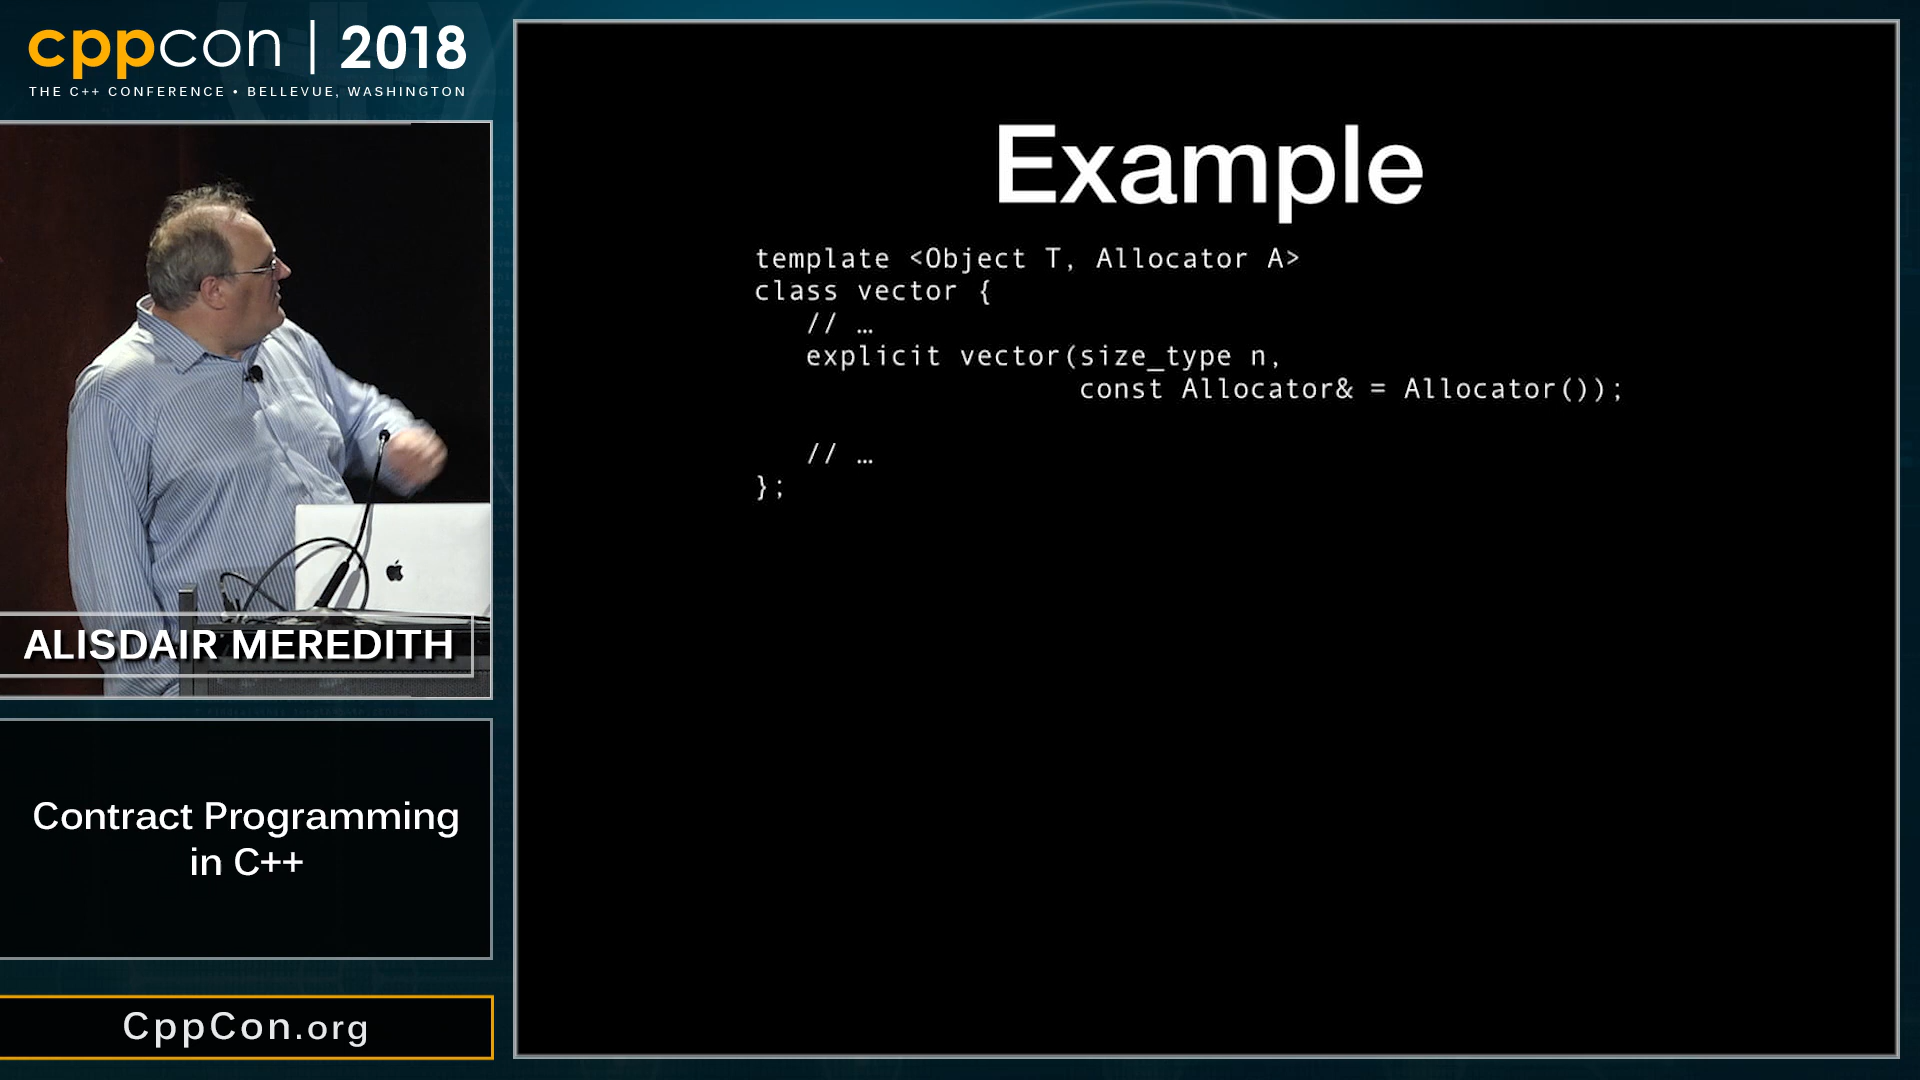 cppcon | 2018
THE C++ CONFERENCE • BELLEVUE, WASHINGTON
ALISDAIR MEREDITH
Contract Programming
in C++
CppCon.org
Example
template <Object T, Allocator A>
class vector {
// …
explicit vector(size_type n,
const Allocator& = Allocator());
// …
};